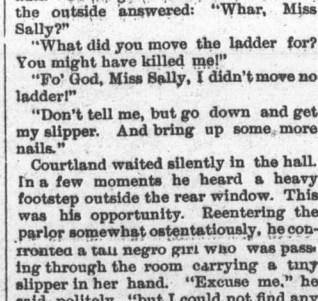 the outside answered: "Whar, Miss
Sally?"
"What did you move the ladder for?
You might have killed me!"
"Fo' God, Miss Sally, I didn't move no
ladder!"
"Don't tell me, but go down and get
my slipper. And bring up some more
nails."
Courtland waited silently in the hall.
In a few moments he heard a heavy
footstep outside the rear window. This
was his opportunity. Reentering the
parlor somewhat ostentatiously, he con-
fronted a tall negro girl who was pass
ing through the room carrying a tiny
slipper in her hand. "Excuse me," he
said politely, "but I could not find any